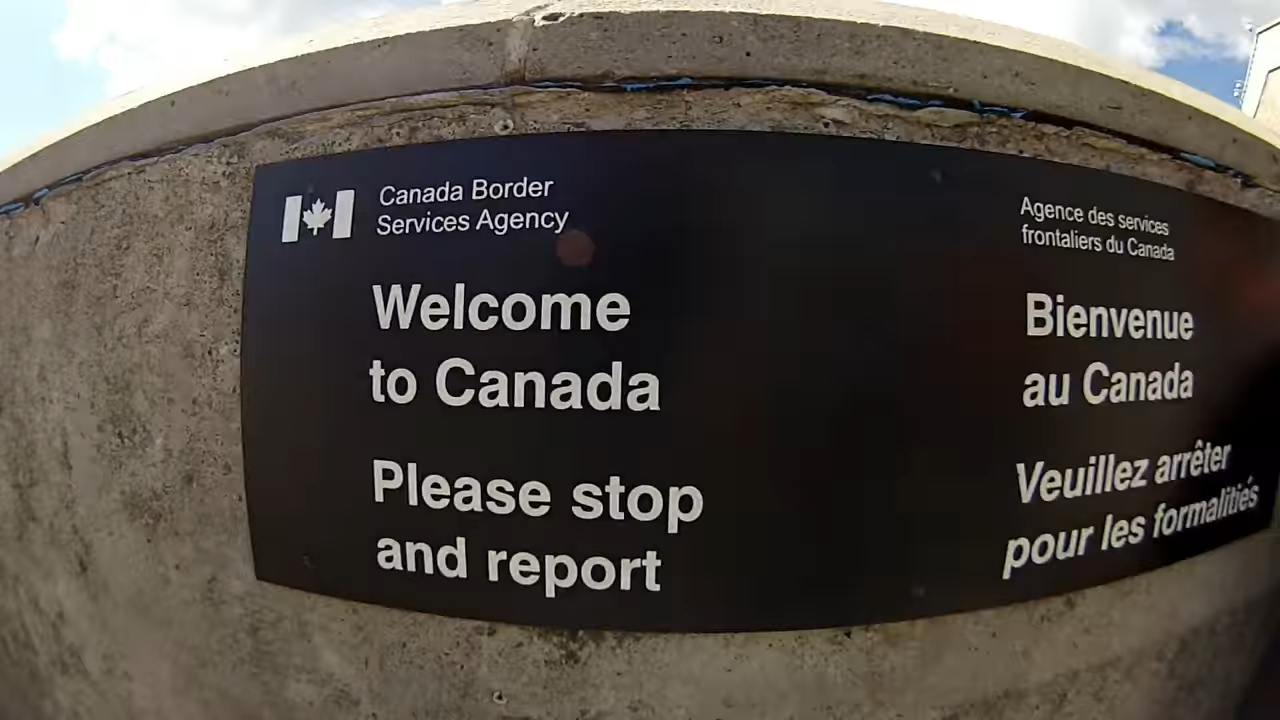 Canada Border
Services Agency
Welcome
to Canada
Please stop
and report
Agence des services
frontaliers du Canada
Bienvenue
au Canada
Veuillez arrêter
pour les formalitiés